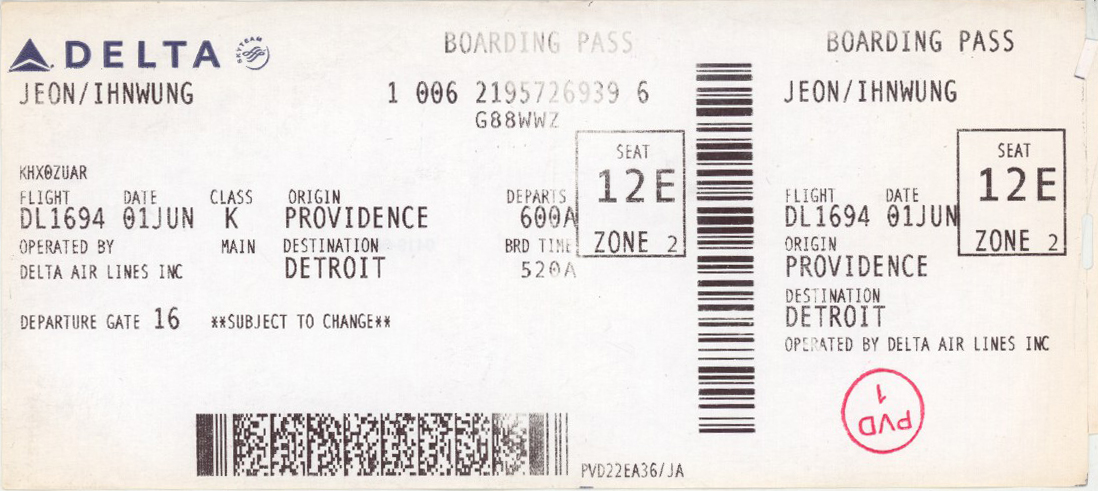 DELTA SKYTEAM
BOARDING PASS
JEON/IHNWUNG
1 006 2195726939 6
G88WWZ
SEAT
12E
ZONE 2
KHX0ZUAR
FLIGHT DATE CLASS ORIGIN DEPARTS
DL1694 01JUN K PROVIDENCE 600A
OPERATED BY MAIN DESTINATION BRD TIME
DELTA AIR LINES INC DETROIT 520A
DEPARTURE GATE 16 **SUBJECT TO CHANGE**
PVD22EA36/JA
BOARDING PASS
JEON/IHNWUNG
SEAT
12E
ZONE 2
FLIGHT DATE
DL1694 01JUN
ORIGIN
PROVIDENCE
DESTINATION
DETROIT
OPERATED BY DELTA AIR LINES INC
PVD
1